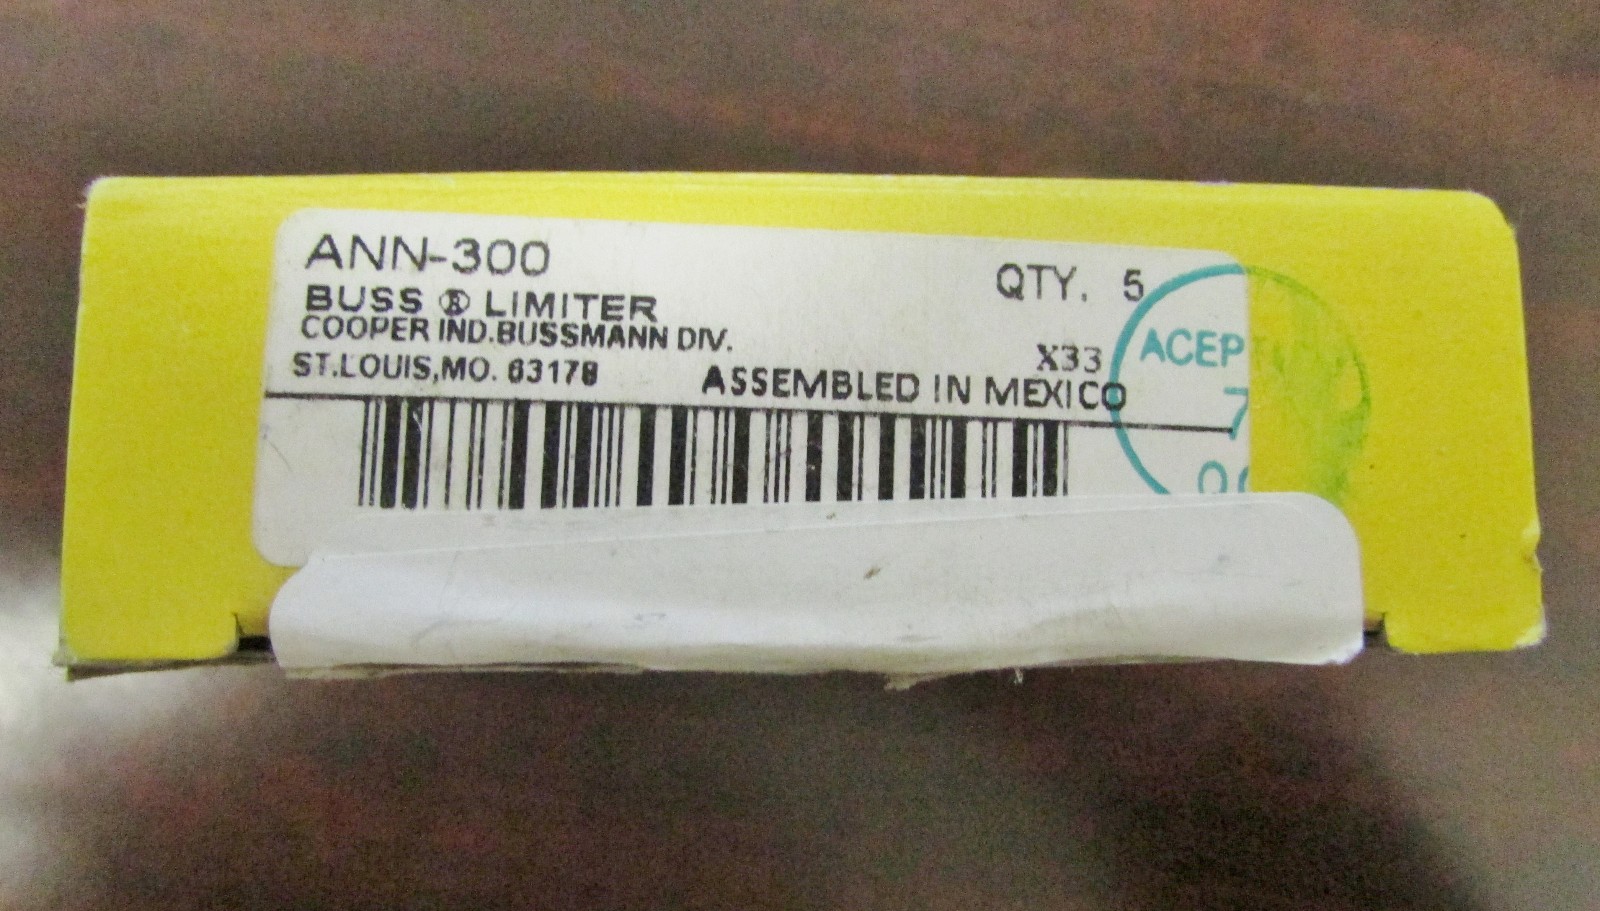 ANN-300
QTY. 5
BUSS ® LIMITER
COOPER IND.BUSSMANN DIV.
X33
ST.LOUIS,MO. 63178
ASSEMBLED IN MEXICO
ACEP
7